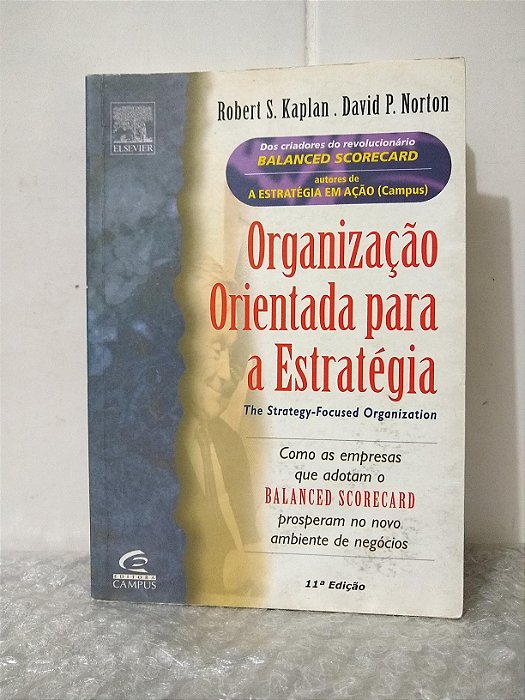 ELSEVIER
Robert S. Kaplan . David P. Norton
Dos criadores do revolucionário
BALANCED SCORECARD
autores de
A ESTRATÉGIA EM AÇÃO (Campus)
Organização
Orientada para
a Estratégia
The Strategy-Focused Organization
Como as empresas
que adotam o
BALANCED SCORECARD
prosperam no novo
ambiente de negócios
11ª Edição
EDITORA
CAMPUS